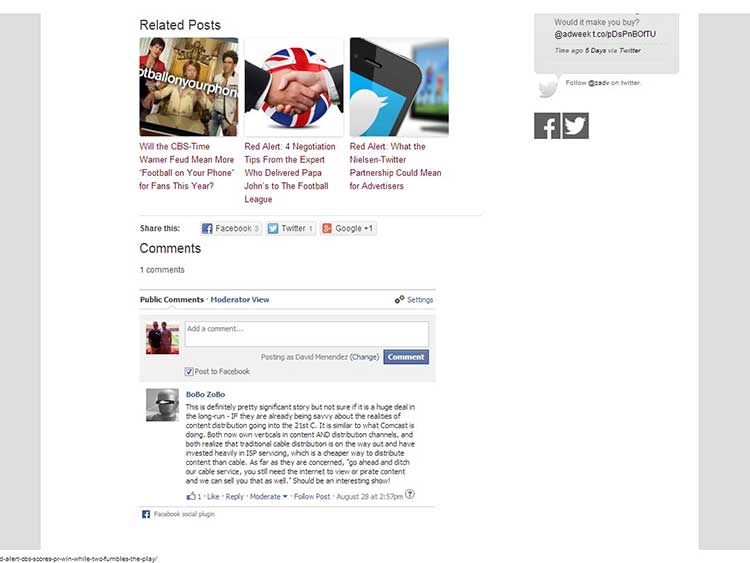 Related Posts
otballonyourphon
Will the CBS-Time
Warner Feud Mean More
"Football on Your Phone"
for Fans This Year?
Red Alert: 4 Negotiation
Tips From the Expert
Who Delivered Papa
John's to The Football
League
Red Alert: What the
Nielsen-Twitter
Partnership Could Mean
for Advertisers
Share this:
Facebook 3
Twitter 1
Google +1
Comments
1 comments
Public Comments · Moderator View
Settings
Add a comment...
Posting as David Menendez (Change)
Comment
Post to Facebook
BoBo ZoBo
This is definitely pretty significant story but not sure if it is a huge deal in
the long-run - IF they are already being savvy about the realities of
content distribution going into the 21st C. It is similar to what Comcast is
doing. Both now own verticals in content AND distribution channels, and
both realize that traditional cable distribution is on the way out and have
invested heavily in ISP servicing, which is a cheaper way to distribute
content than cable. As far as they are concerned, "go ahead and ditch
our cable service, you still need the internet to view or pirate content
and we can sell you that as well." Should be an interesting show!
1 · Like · Reply · Moderate · Follow Post · August 28 at 2:57pm
Facebook social plugin
Would it make you buy?
@adweek t.co/pDsPnBOfTU
Time ago 5 Days via Twitter
Follow @zadv on twitter.
d-alert-cbs-scores-pr-win-while-two-fumbles-the-play/